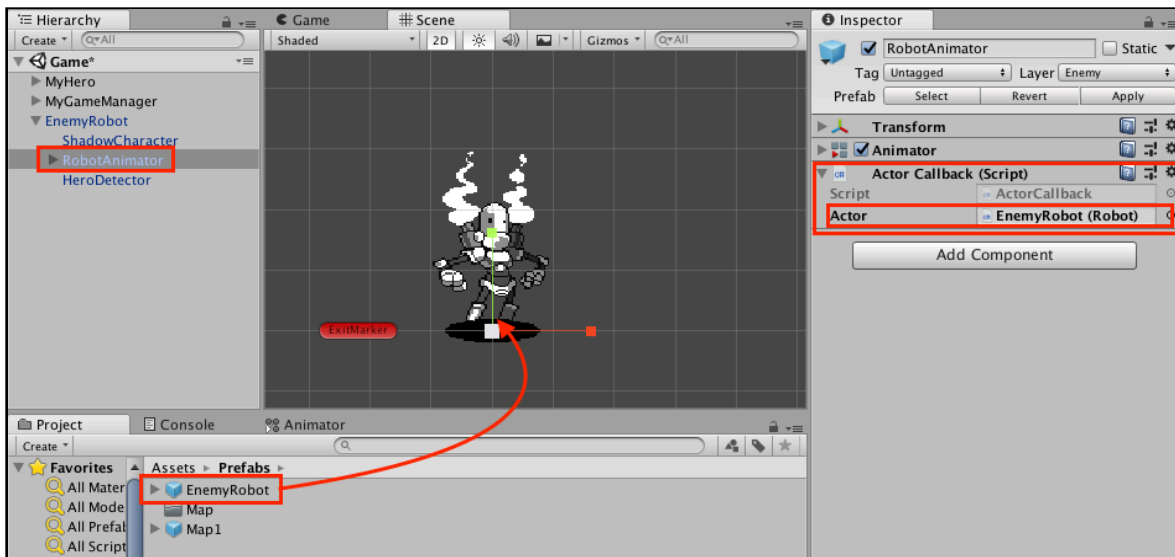 Hierarchy
Create
All
Game*
MyHero
MyGameManager
EnemyRobot
ShadowCharacter
RobotAnimator
HeroDetector
Game
Scene
Shaded
2D
Gizmos
All
ExitMarker
Inspector
RobotAnimator
Static
Tag Untagged Layer Enemy
Prefab Select Revert Apply
Transform
Animator
Actor Callback (Script)
Script ActorCallback
Actor EnemyRobot (Robot)
Add Component
Project
Console
Animator
Create
Favorites
All Mater
All Mode
All Prefab
All Script
Assets Prefabs
EnemyRobot
Map
Map1